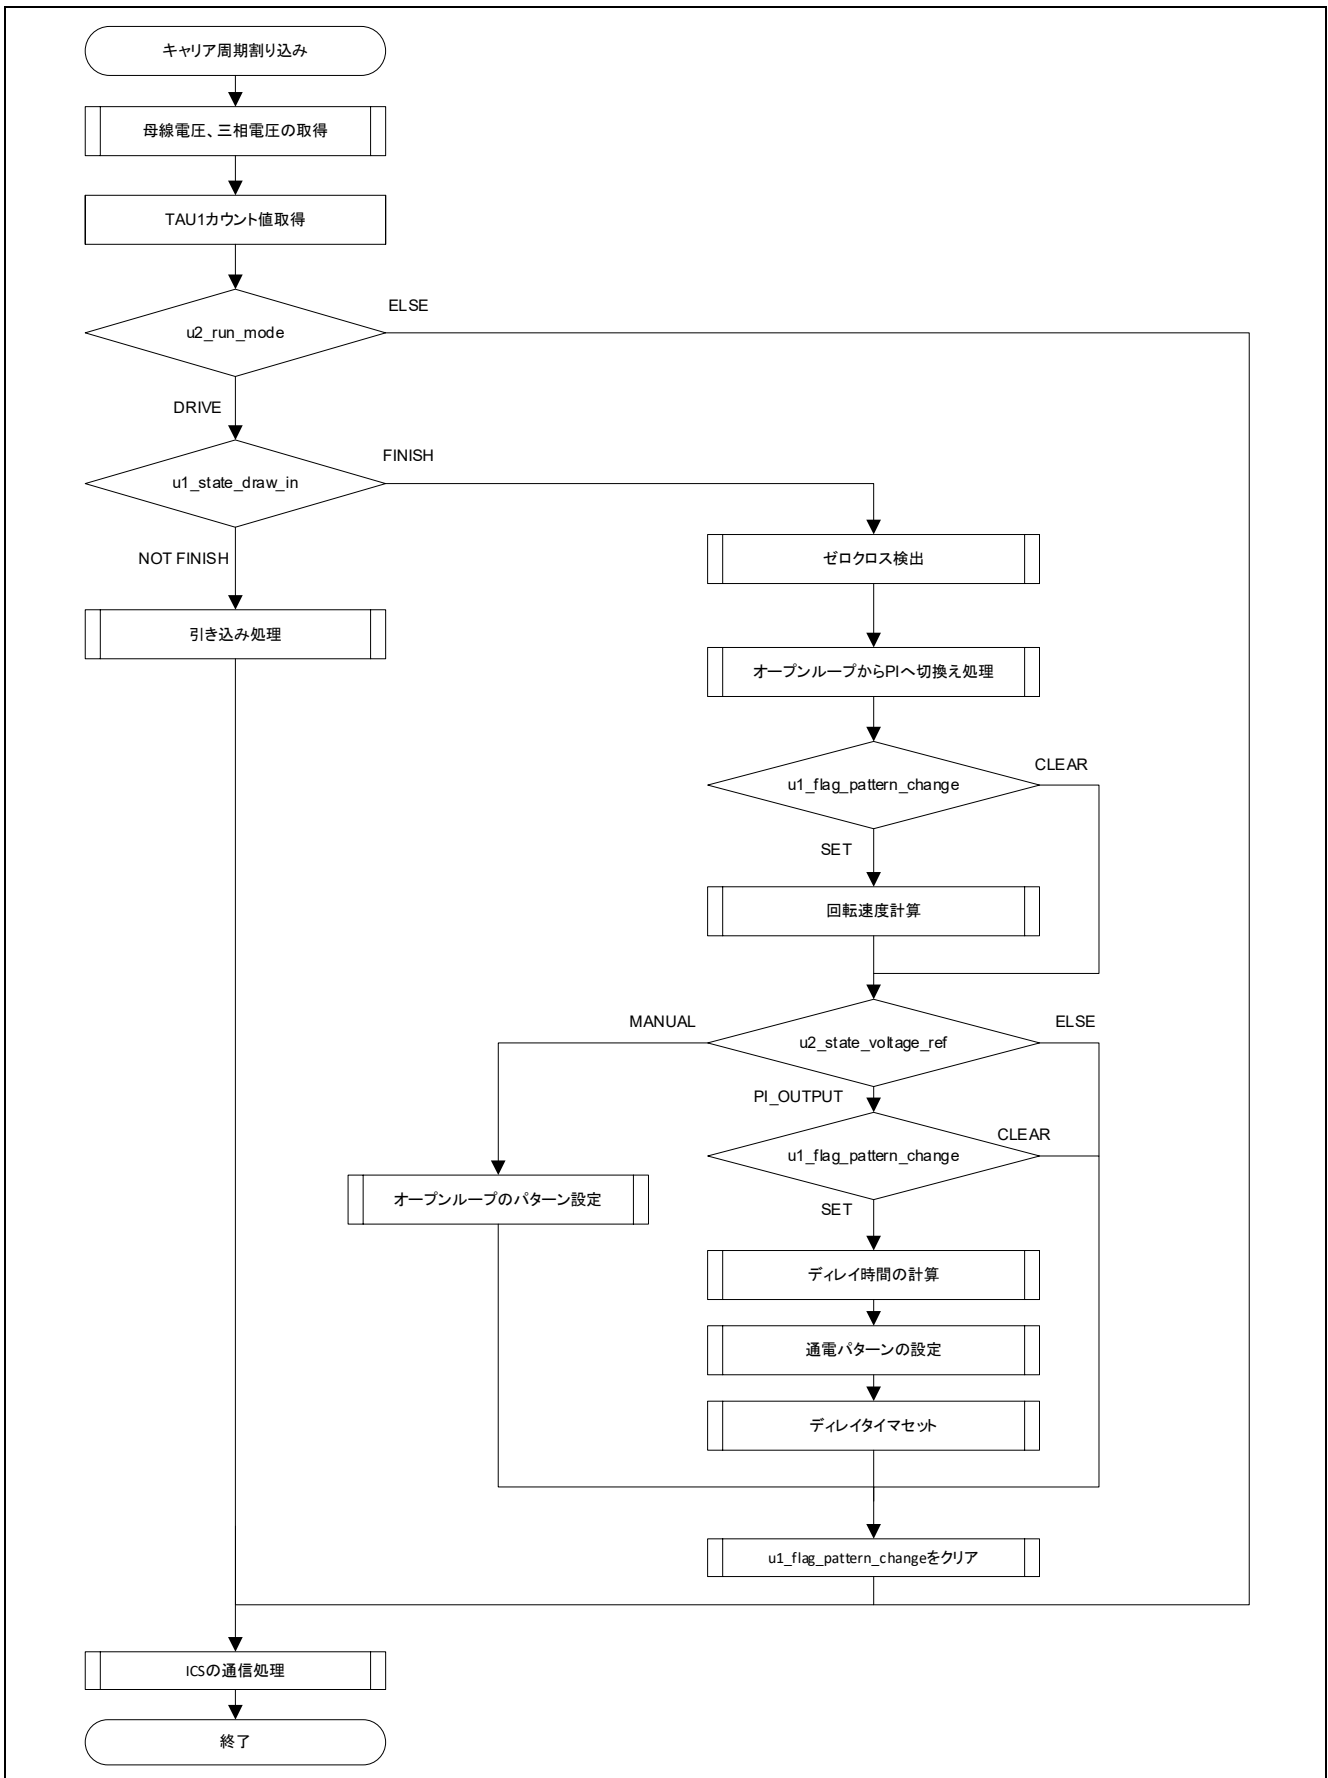 キャリア周期割り込み
母線電圧、三相電圧の取得
TAU1カウント値取得
ELSE
u2_run_mode
DRIVE
FINISH
u1_state_draw_in
NOT FINISH
ゼロクロス検出
引き込み処理
オープンループからPIへ切換え処理
CLEAR
u1_flag_pattern_change
SET
回転速度計算
MANUAL
ELSE
u2_state_voltage_ref
PI_OUTPUT
CLEAR
u1_flag_pattern_change
オープンループのパターン設定
SET
ディレイ時間の計算
通電パターンの設定
ディレイタイマセット
u1_flag_pattern_changeをクリア
ICSの通信処理
終了